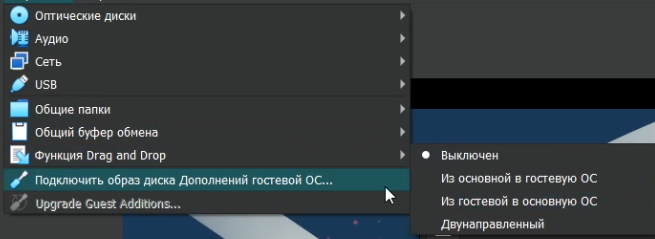 Оптические диски
Аудио
Сеть
USB
Общие папки
Общий буфер обмена
Функция Drag and Drop
Подключить образ диска Дополнений гостевой ОС...
Upgrade Guest Additions...
Выключен
Из основной в гостевую ОС
Из гостевой в основную ОС
Двунаправленный